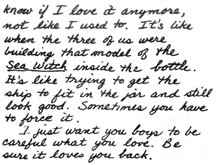 know if I love it anymore,
not like I used to. It's like
when the three of us were
building that model of the
Sea Witch inside the bottle.
It's like trying to get the
ship to fit in the jar and still
look good. Sometimes you have
to force it.
I just want you boys to be
careful what you love. Be
sure it loves you back.